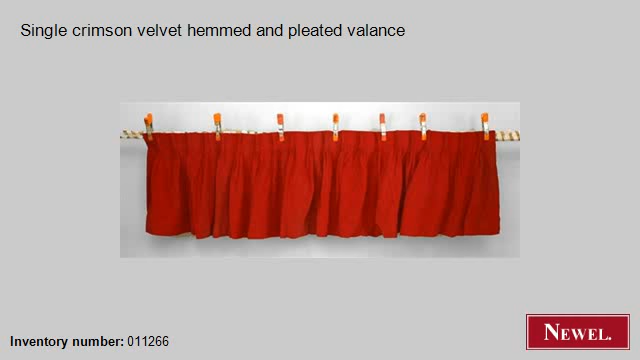 Single crimson velvet hemmed and pleated valance
Inventory number: 011266
NEWEL.